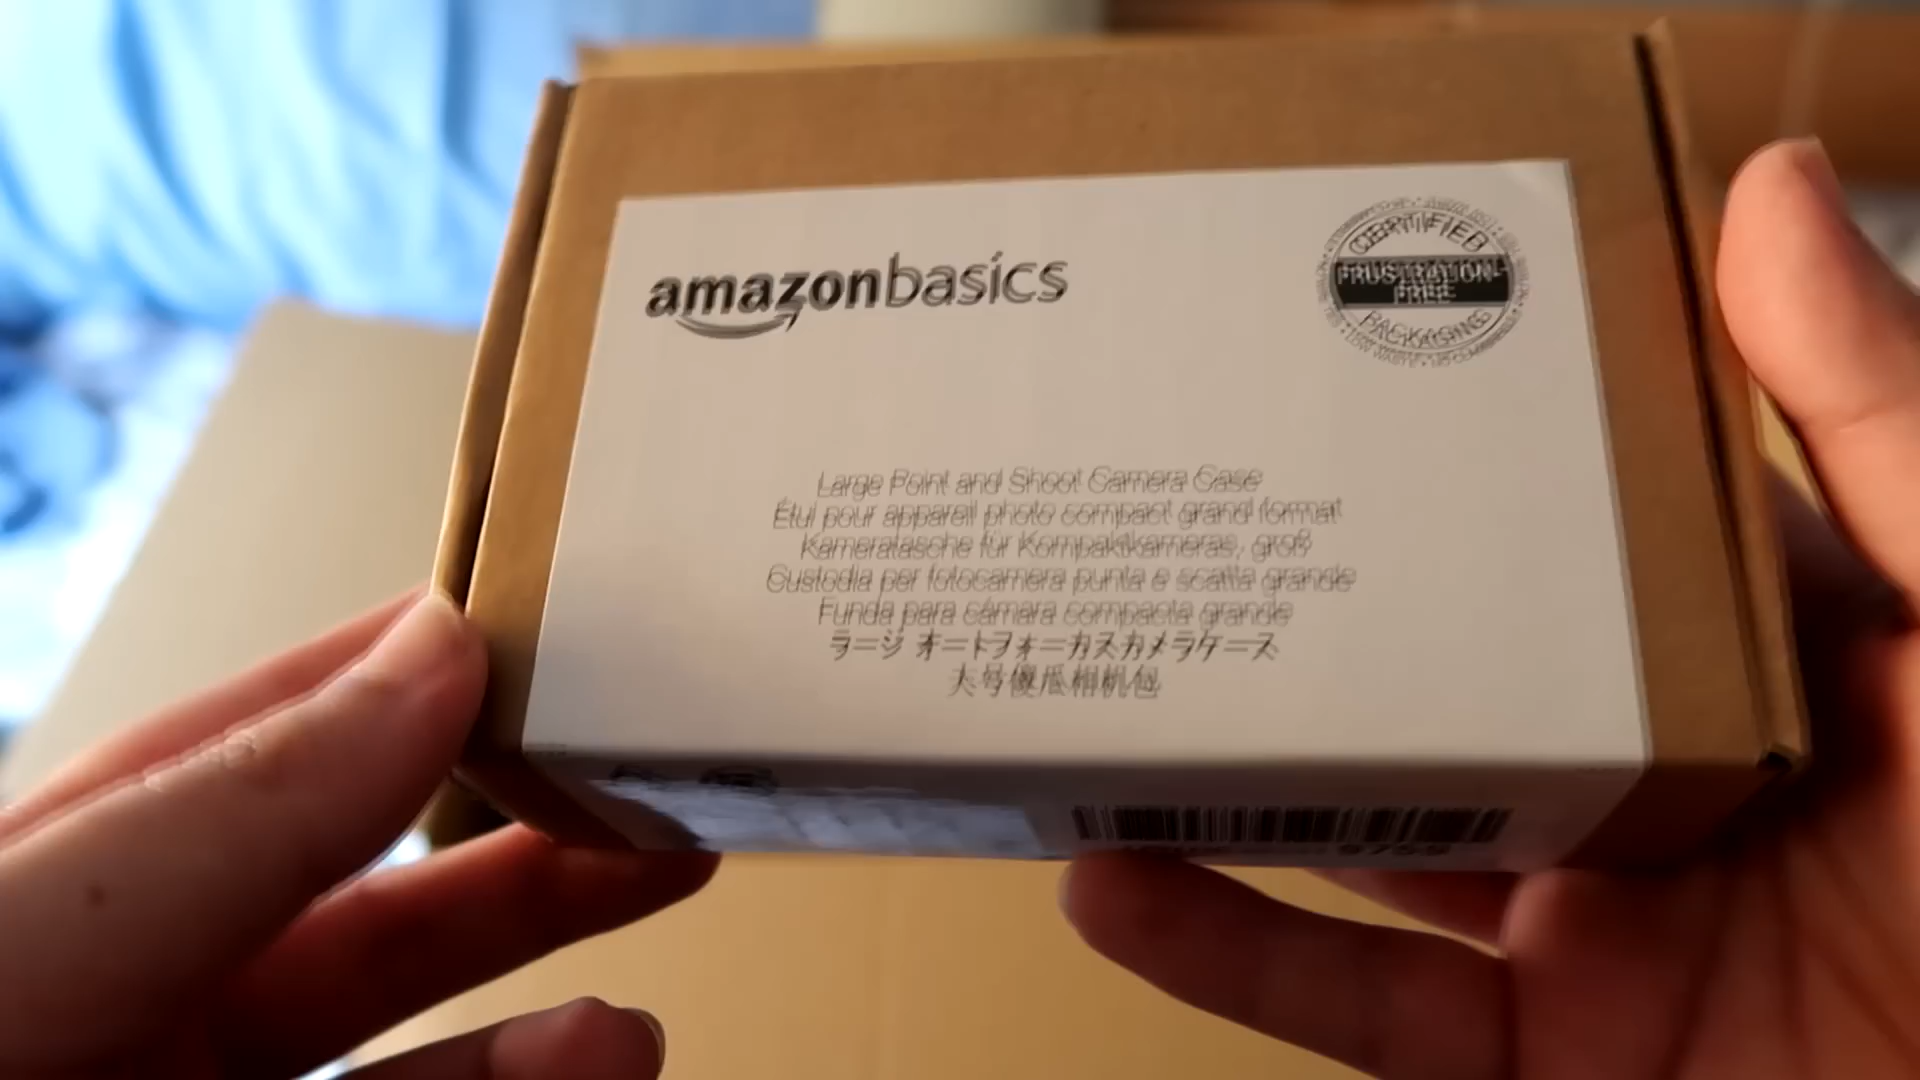 amazonbasics
CERTIFIED
FRUSTRATION-
FREE
PACKAGING
Large Point and Shoot Camera Case
Étui pour appareil photo compact grand format
Kameratasche für Kompaktkameras, groß
Custodia per fotocamera punta e scatta grande
Funda para cámara compacta grande
ラージ オートフォーカスカメラケース
大号傻瓜相机包